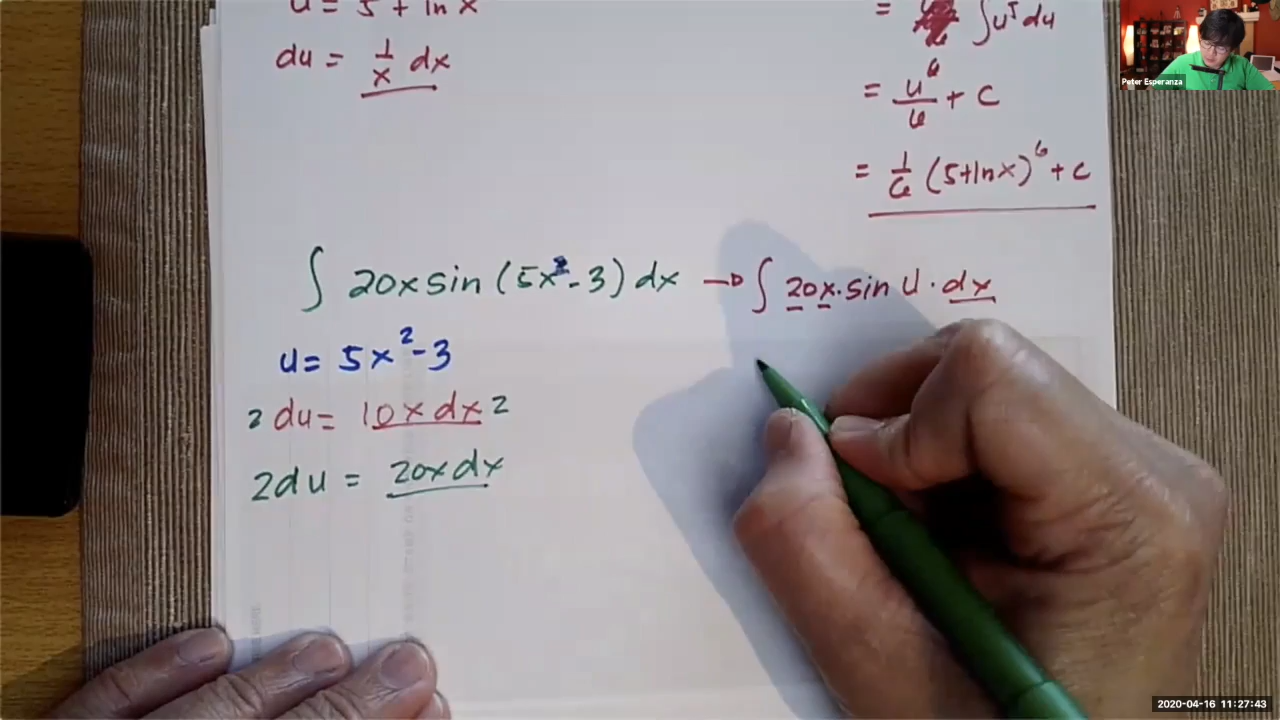 u = 5 + ln x
du = 1/x dx
= ∫u⁵ du
= u⁶/6 + c
= 1/6 (5+lnx)⁶ + c
∫ 20x sin (5x² - 3) dx → ∫ 20x · sin u · dx
u = 5x² - 3
2 du = 10x dx 2
2du = 20x dx
Peter Esperanza
2020-04-16 11:27:43